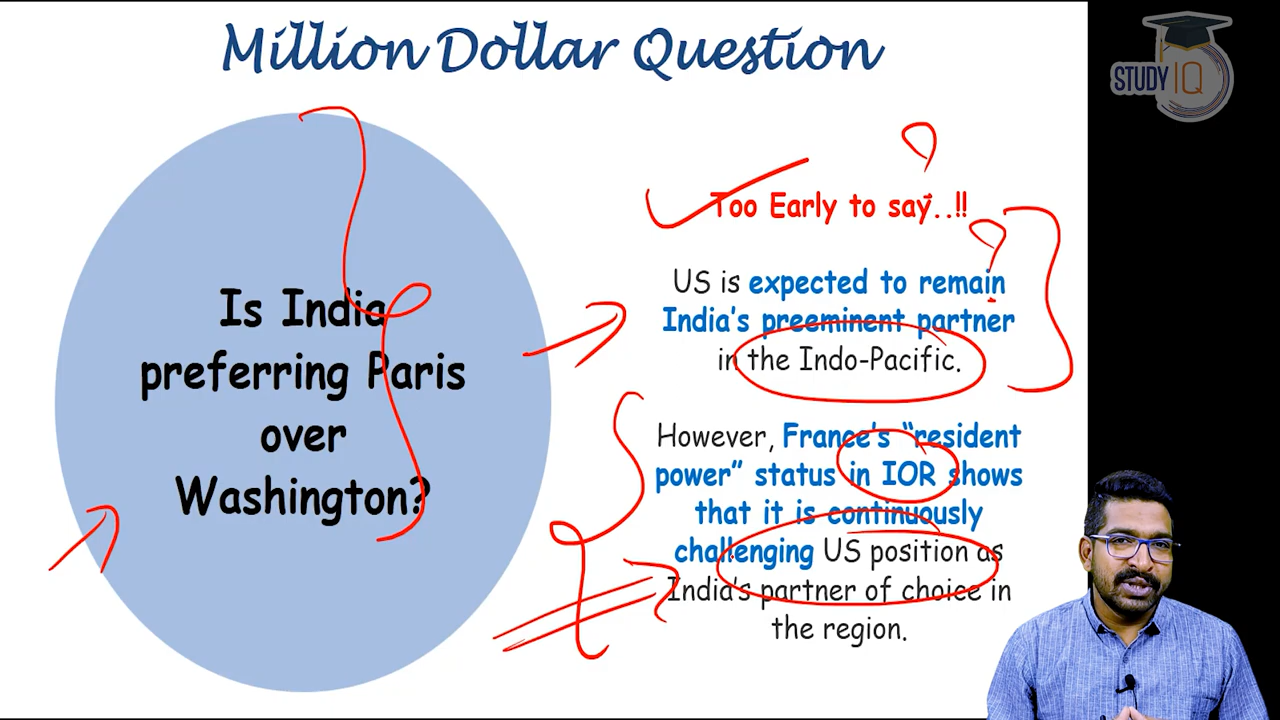 Million Dollar Question
STUDY IQ
Is India
preferring Paris
over
Washington?
Too Early to say..!!
US is expected to remain
India's preeminent partner
in the Indo-Pacific.
However, France's "resident
power" status in IOR shows
that it is continuously
challenging US position as
India's partner of choice in
the region.